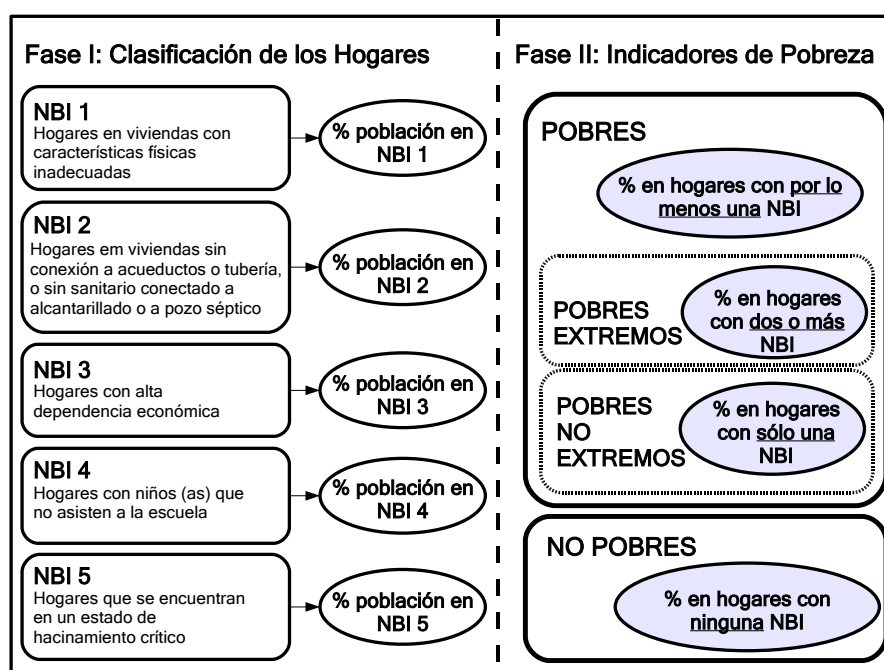 Fase I: Clasificación de los Hogares
NBI 1
Hogares en viviendas con
características físicas
inadecuadas
% población en
NBI 1
NBI 2
Hogares em viviendas sin
conexión a acueductos o tubería,
o sin sanitario conectado a
alcantarillado o a pozo séptico
% población en
NBI 2
NBI 3
Hogares con alta
dependencia económica
% población en
NBI 3
NBI 4
Hogares con niños (as) que
no asisten a la escuela
% población en
NBI 4
NBI 5
Hogares que se encuentran
en un estado de
hacinamiento crítico
% población en
NBI 5
Fase II: Indicadores de Pobreza
POBRES
% en hogares con por lo
menos una NBI
POBRES
EXTREMOS
% en hogares
con dos o más
NBI
POBRES
NO
EXTREMOS
% en hogares
con sólo una
NBI
NO POBRES
% en hogares con
ninguna NBI